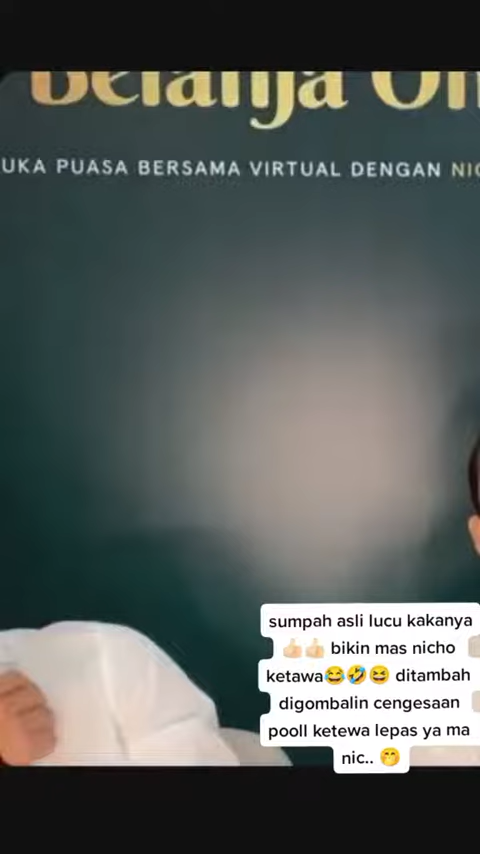 Belanja On
UKA PUASA BERSAMA VIRTUAL DENGAN NIC
sumpah asli lucu kakanya
👍🏻👍🏻 bikin mas nicho
ketawa😂🤣😆 ditambah
digombalin cengesaan
pooll ketewa lepas ya ma
nic.. 🤭